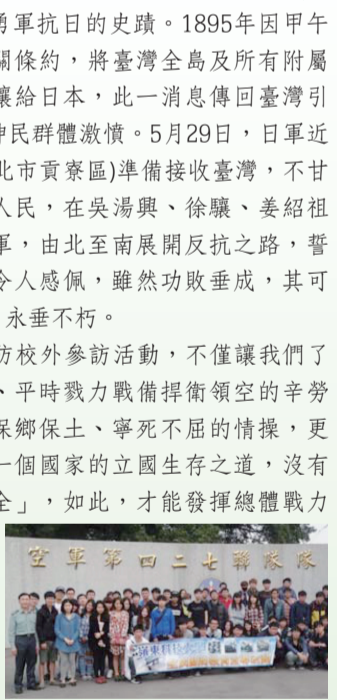 勇軍抗日的史蹟。1895年因甲午
關條約，將臺灣全島及所有附屬
讓給日本，此一消息傳回臺灣引
紳民群體激憤。5月29日，日軍近
北市貢寮區)準備接收臺灣，不甘
人民，在吳湯興、徐驤、姜紹祖
軍，由北至南展開反抗之路，誓
令人感佩，雖然功敗垂成，其可
永垂不朽。
防校外參訪活動，不僅讓我們了
、平時戮力戰備捍衛領空的辛勞
保鄉保土、寧死不屈的情操，更
一個國家的立國生存之道，沒有
全」，如此，才能發揮總體戰力
空軍第四二七聯隊隊